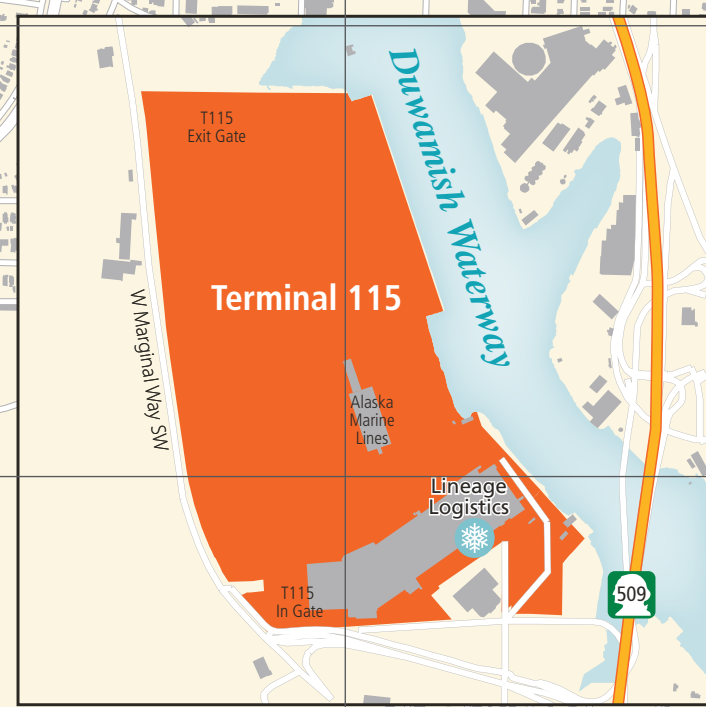 T115
Exit Gate
Duwamish Waterway
Terminal 115
W Marginal Way SW
Alaska
Marine
Lines
Lineage
Logistics
T115
In Gate
509